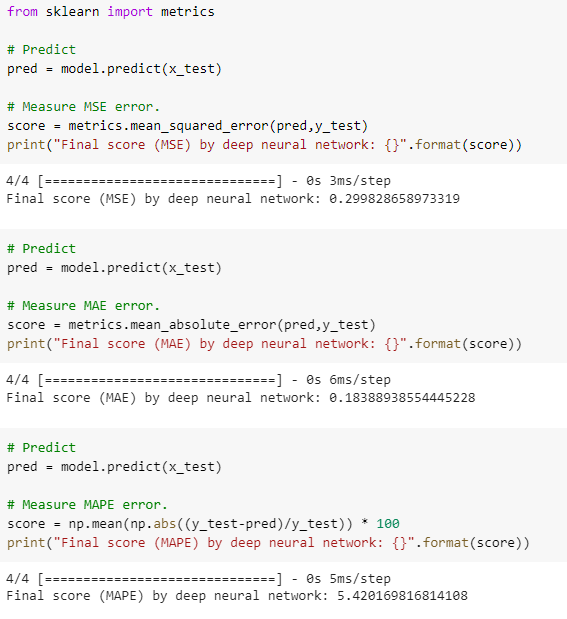 from sklearn import metrics
# Predict
pred = model.predict(x_test)
# Measure MSE error.
score = metrics.mean_squared_error(pred,y_test)
print("Final score (MSE) by deep neural network: {}".format(score))
4/4 [==============================] - 0s 3ms/step
Final score (MSE) by deep neural network: 0.299828658973319
# Predict
pred = model.predict(x_test)
# Measure MAE error.
score = metrics.mean_absolute_error(pred,y_test)
print("Final score (MAE) by deep neural network: {}".format(score))
4/4 [==============================] - 0s 6ms/step
Final score (MAE) by deep neural network: 0.18388938554445228
# Predict
pred = model.predict(x_test)
# Measure MAPE error.
score = np.mean(np.abs((y_test-pred)/y_test)) * 100
print("Final score (MAPE) by deep neural network: {}".format(score))
4/4 [==============================] - 0s 5ms/step
Final score (MAPE) by deep neural network: 5.420169816814108